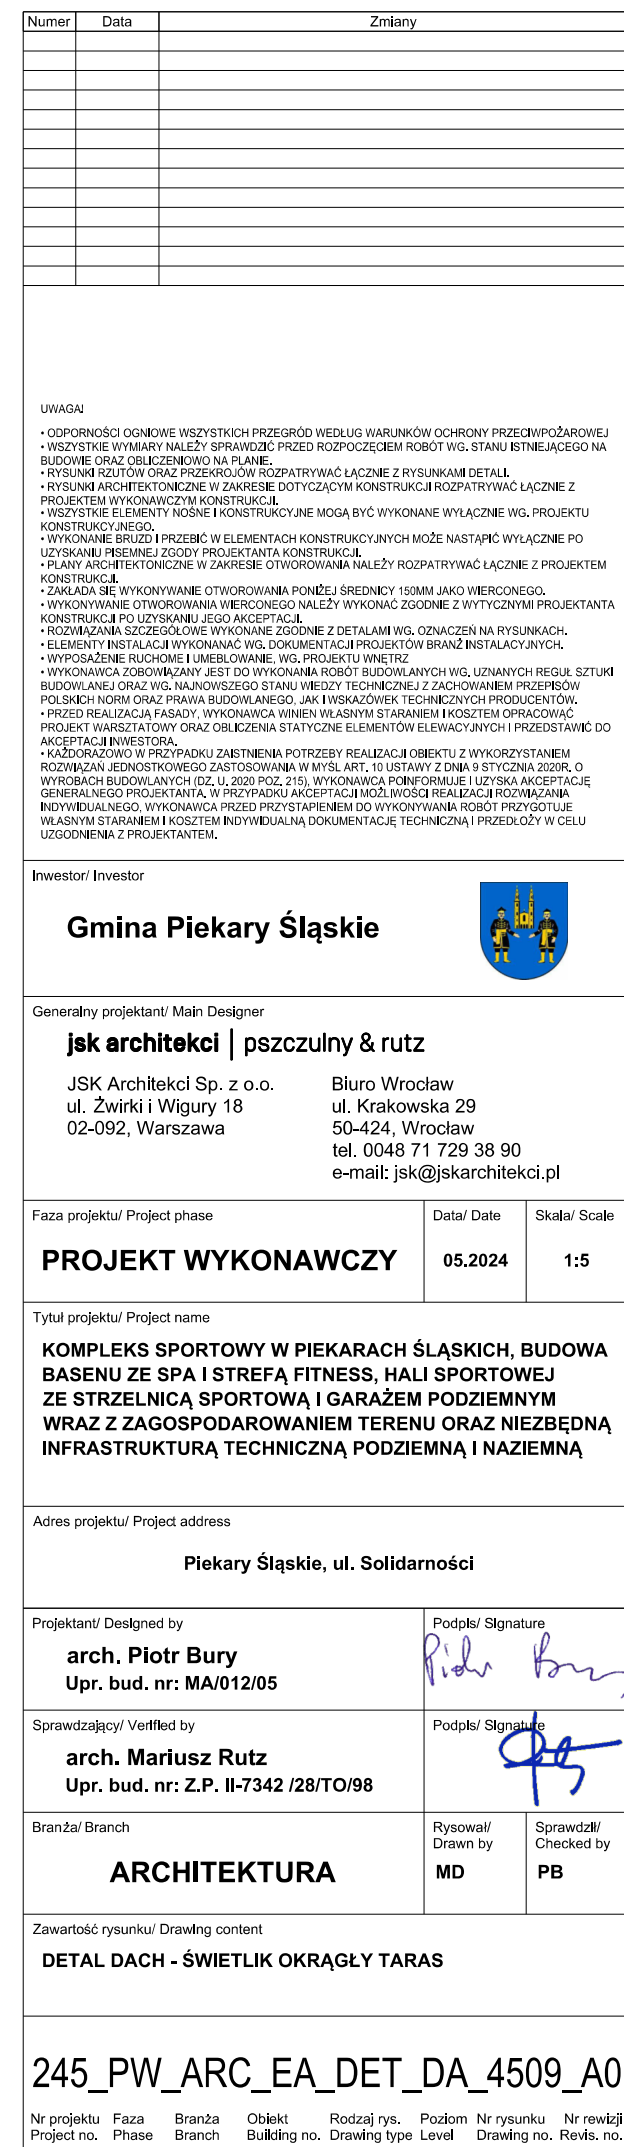 Numer Data Zmiany
UWAGA!
• ODPORNOŚCI OGNIOWE WSZYSTKICH PRZEGRÓD WEDŁUG WARUNKÓW OCHRONY PRZECIWPOŻAROWEJ
• WSZYSTKIE WYMIARY NALEŻY SPRAWDZIĆ PRZED ROZPOCZĘCIEM ROBÓT WG. STANU ISTNIEJĄCEGO NA
BUDOWIE ORAZ OBLICZENIOWO NA PLANIE.
• RYSUNKI RZUTÓW ORAZ PRZEKROJÓW ROZPATRYWAĆ ŁĄCZNIE Z RYSUNKAMI DETALI.
• RYSUNKI ARCHITEKTONICZNE W ZAKRESIE DOTYCZĄCYM KONSTRUKCJI ROZPATRYWAĆ ŁĄCZNIE Z
PROJEKTEM WYKONAWCZYM KONSTRUKCJI.
• WSZYSTKIE ELEMENTY NOŚNE I KONSTRUKCYJNE MOGĄ BYĆ WYKONANE WYŁĄCZNIE WG. PROJEKTU
KONSTRUKCYJNEGO.
• WYKONANIE BRUZD I PRZEBIĆ W ELEMENTACH KONSTRUKCYJNYCH MOŻE NASTĄPIĆ WYŁĄCZNIE PO
UZYSKANIU PISEMNEJ ZGODY PROJEKTANTA KONSTRUKCJI.
• PLANY ARCHITEKTONICZNE W ZAKRESIE OTWOROWANIA NALEŻY ROZPATRYWAĆ ŁĄCZNIE Z PROJEKTEM
KONSTRUKCJI.
• ZAKŁADA SIĘ WYKONYWANIE OTWOROWANIA PONIŻEJ ŚREDNICY 150MM JAKO WIERCONEGO.
• WYKONYWANIE OTWOROWANIA WIERCONEGO NALEŻY WYKONAĆ ZGODNIE Z WYTYCZNYMI PROJEKTANTA
KONSTRUKCJI PO UZYSKANIU JEGO AKCEPTACJI.
• ROZWIĄZANIA SZCZEGÓŁOWE WYKONANE ZGODNIE Z DETALAMI WG. OZNACZEŃ NA RYSUNKACH.
• ELEMENTY INSTALACJI WYKONANAĆ WG. DOKUMENTACJI PROJEKTÓW BRANŻ INSTALACYJNYCH.
• WYPOSAŻENIE RUCHOME I UMEBLOWANIE, WG. PROJEKTU WNĘTRZ
• WYKONAWCA ZOBOWIĄZANY JEST DO WYKONANIA ROBÓT BUDOWLANYCH WG. UZNANYCH REGUŁ SZTUKI
BUDOWLANEJ ORAZ WG. NAJNOWSZEGO STANU WIEDZY TECHNICZNEJ Z ZACHOWANIEM PRZEPISÓW
POLSKICH NORM ORAZ PRAWA BUDOWLANEGO, JAK I WSKAZÓWEK TECHNICZNYCH PRODUCENTÓW.
• PRZED REALIZACJĄ FASADY, WYKONAWCA WINIEN WŁASNYM STARANIEM I KOSZTEM OPRACOWAĆ
PROJEKT WARSZTATOWY ORAZ OBLICZENIA STATYCZNE ELEMENTÓW ELEWACYJNYCH I PRZEDSTAWIĆ DO
AKCEPTACJI INWESTORA.
• KAŻDORAZOWO W PRZYPADKU ZAISTNIENIA POTRZEBY REALIZACJI OBIEKTU Z WYKORZYSTANIEM
ROZWIĄZAŃ JEDNOSTKOWEGO ZASTOSOWANIA W MYŚL ART. 10 USTAWY Z DNIA 9 STYCZNIA 2020R. O
WYROBACH BUDOWLANYCH (DZ. U. 2020 POZ. 215), WYKONAWCA POINFORMUJE I UZYSKA AKCEPTACJĘ
GENERALNEGO PROJEKTANTA. W PRZYPADKU AKCEPTACJI MOŻLIWOŚCI REALIZACJI ROZWIĄZANIA
INDYWIDUALNEGO, WYKONAWCA PRZED PRZYSTĄPIENIEM DO WYKONYWANIA ROBÓT PRZYGOTUJE
WŁASNYM STARANIEM I KOSZTEM INDYWIDUALNĄ DOKUMENTACJĘ TECHNICZNĄ I PRZEDŁOŻY W CELU
UZGODNIENIA Z PROJEKTANTEM.
Inwestor/ Investor
Gmina Piekary Śląskie
Generalny projektant/ Main Designer
jsk architekci | pszczulny & rutz
JSK Architekci Sp. z o.o. Biuro Wrocław
ul. Żwirki i Wigury 18 ul. Krakowska 29
02-092, Warszawa 50-424, Wrocław
tel. 0048 71 729 38 90
e-mail: jsk@jskarchitekci.pl
Faza projektu/ Project phase Data/ Date Skala/ Scale
PROJEKT WYKONAWCZY 05.2024 1:5
Tytuł projektu/ Project name
KOMPLEKS SPORTOWY W PIEKARACH ŚLĄSKICH, BUDOWA
BASENU ZE SPA I STREFĄ FITNESS, HALI SPORTOWEJ
ZE STRZELNICĄ SPORTOWĄ I GARAŻEM PODZIEMNYM
WRAZ Z ZAGOSPODAROWANIEM TERENU ORAZ NIEZBĘDNĄ
INFRASTRUKTURĄ TECHNICZNĄ PODZIEMNĄ I NAZIEMNĄ
Adres projektu/ Project address
Piekary Śląskie, ul. Solidarności
Projektant/ Designed by Podpis/ Signature
arch. Piotr Bury Piotr Bury
Upr. bud. nr: MA/012/05
Sprawdzający/ Verified by Podpis/ Signature
arch. Mariusz Rutz
Upr. bud. nr: Z.P. II-7342 /28/TO/98
Branża/ Branch Rysował/ Sprawdził/
Drawn by Checked by
ARCHITEKTURA MD PB
Zawartość rysunku/ Drawing content
DETAL DACH - ŚWIETLIK OKRĄGŁY TARAS
245_PW_ARC_EA_DET_DA_4509_A0
Nr projektu Faza Branża Obiekt Rodzaj rys. Poziom Nr rysunku Nr rewizji
Project no. Phase Branch Building no. Drawing type Level Drawing no. Revis. no.